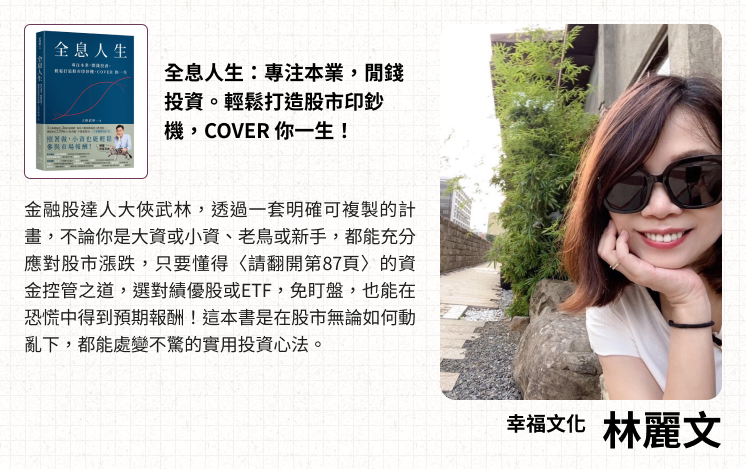 全息人生
全息人生
全息人生：專注本業，閒錢
投資。輕鬆打造股市印鈔
機，COVER 你一生！
金融股達人大俠武林，透過一套明確可複製的計
畫，不論你是大資或小資、老鳥或新手，都能充分
應對股市漲跌，只要懂得〈請翻開第87頁〉的資
金控管之道，選對績優股或ETF，免盯盤，也能在
恐慌中得到預期報酬！這本書是在股市無論如何動
亂下，都能處變不驚的實用投資心法。
幸福文化
林麗文